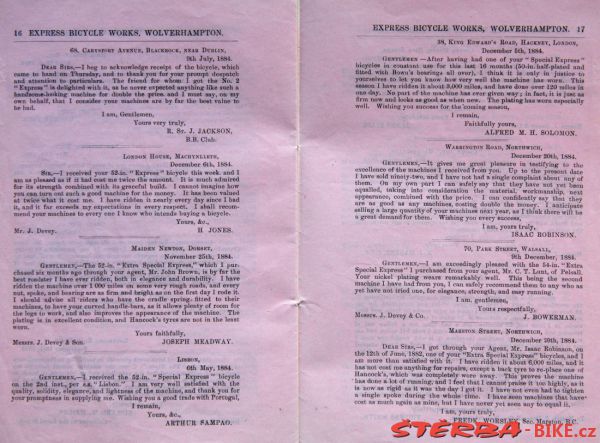 16 EXPRESS BICYCLE WORKS, WOLVERHAMPTON.
68, Carysfort Avenue, Blackrock, near Dublin,
9th July, 1884.
Dear Sirs,—I beg to acknowledge receipt of the bicycle, which
came to hand on Thursday, and to thank you for your prompt despatch
and attention to particulars. The friend for whom I got the No. 2
"Express" is delighted with it, as he never expected anything like such a
handsome-looking machine for double the price, and I must say, on my
own behalf, that I consider your machines are by far the best value to
be had.
I am, Gentlemen,
Yours very truly,
R. St. J. JACKSON,
B.B. Club.
London House, Machynlleth,
December 6th, 1884.
Sir,—I received your 52-in. "Express" bicycle this week and I
am as pleased as if it had cost me twice the amount. It is much admired
for its strength combined with its graceful build. I cannot imagine how
you can turn out such a good machine for the money. It has been valued
at twice what it cost me. I have ridden in nearly every day since I had
it, and it far exceeds my expectations in every respect. I shall recom-
mend your machines to every one I know who intends buying a bicycle.
Yours, &c.,
Mr. J. Devey. H. JONES.
Maiden Newton, Dorset,
November 25th, 1884.
Gentlemen,—The 52-in. "Extra Special Express," which I pur-
chased six months ago through your agent, Mr. John Brown, is by far the
best roadster I have ever ridden, both in elegance and durability. I have
ridden the machine over 1 000 miles on some very rough roads, and every
nut, spoke, and bearing are as firm and bright as on the first day I rode it.
I should advise all riders who have the cradle spring fitted to their
machines, to have your curved handle-bars, as it allows plenty of room for
the legs to work, and also improves the appearance of the machine. The
plating is in excellent condition, and Hancock's tyres are not in the least
worn.
Yours faithfully,
Messrs. J. Devey & Son. JOSEPH MEADWAY.
Lisbon,
6th May, 1884.
Gentlemen,—I received the 52-in. "Special Express" bicycle
on the 2nd inst., per s.s. "Lisbon." I am very well satisfied with the
quality, solidity, elegance, and lightness of the machine, and thank you for
your promptness in supplying me. Wishing you a good trade with Portugal,
I remain,
Yours, &c.,
ARTHUR SAMPAO.
EXPRESS BICYCLE WORKS, WOLVERHAMPTON. 17
38, King Edward's Road, Hackney, London,
December 5th, 1884.
Gentlemen—After having had one of your "Special Express"
bicycles in constant use for this last 16 months (50-in. half-plated and
fitted with Bown's bearings all over), I think it is only in justice to
yourselves to let you know how very well the machine has worn. This
season I have ridden it about 3,000 miles, and have done over 120 miles in
one day. No part of the machine has ever given way; in fact, it is just as
firm now and looks as good as when new. The plating has worn especially
well. Wishing you success for the coming season,
I remain,
Faithfully yours,
ALFRED M. H. SOLOMON.
Warrington Road, Northwich,
December 20th, 1884.
Gentlemen,—It gives me great pleasure in testifying to the
excellence of the machines I received from you. Up to the present date
I have sold ninety-two, and I have not had a single complaint about any of
them. On my own part I can safely say that they have not yet been
equalled, taking into consideration the material, workmanship, neat
appearance, combined with the price. I can confidently say that they
are as good as any machines, costing double the money. I anticipate
selling a large quantity of your machines next year, as I think there will be
a great demand for them. Wishing you every success,
I am, yours truly,
ISAAC ROBINSON.
70, Park Street, Walsall,
9th December, 1884.
Gentlemen,—I am exceedingly pleased with the 54-in. "Extra
Special Express" I purchased from your agent, Mr. C. T. Lunt, of Pelsall.
Your nickel plating wears remarkably well. This being the second
machine I have had from you, I can safely recommend them to any who as
yet have not tried one, for elegance, strength, and easy running.
I am, gentlemen,
Yours respectfully,
Messrs. J. Devey & Co. J. BOWERMAN.
Marston Street, Northwich,
December 19th, 1884.
Dear Sirs,—I got through your Agent, Mr. Isaac Robinson, on
the 12th of June, 1882, one of your "Extra Special Express" bicycles, and I
am more than satisfied with it. I have ridden it about 6,000 miles, and it
has not cost me anything for repairs, except a back tyre to re-place one of
Hancock's, which was completely worn away. This proves the machine
has done a lot of running, and I feel that I cannot praise it too highly, as it
is now as rigid as it was the day I got it. I have not even had to tighten
a single spoke during the whole time. I have seen machines that have
cost as much again as mine, but I have never yet seen any to equal it.
I am, yours truly,
FREDK. WORSLEY, Sec. Marston, B.C.
STERBA-BIKE.cz